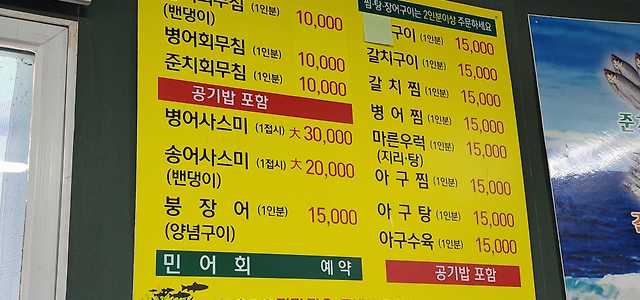 회무침 (1인분) 10,000
(밴댕이)
병어회무침 (1인분) 10,000
준치회무침 (1인분) 10,000
공기밥 포함
병어사스미 (1접시) 大 30,000
송어사스미 (1접시) 大 20,000
(밴댕이)
붕장어 (1인분) 15,000
(양념구이)
민어회 예약
찜·탕·장어구이는 2인분이상 주문하세요
구이 (1인분) 15,000
갈치구이 (1인분) 15,000
갈치찜 (1인분) 15,000
병어찜 (1인분) 15,000
마른우럭 (1인분) 15,000
(지리·탕)
아구찜 (1인분) 15,000
아구탕 (1인분) 15,000
아구수육 (1인분) 15,000
공기밥 포함
준